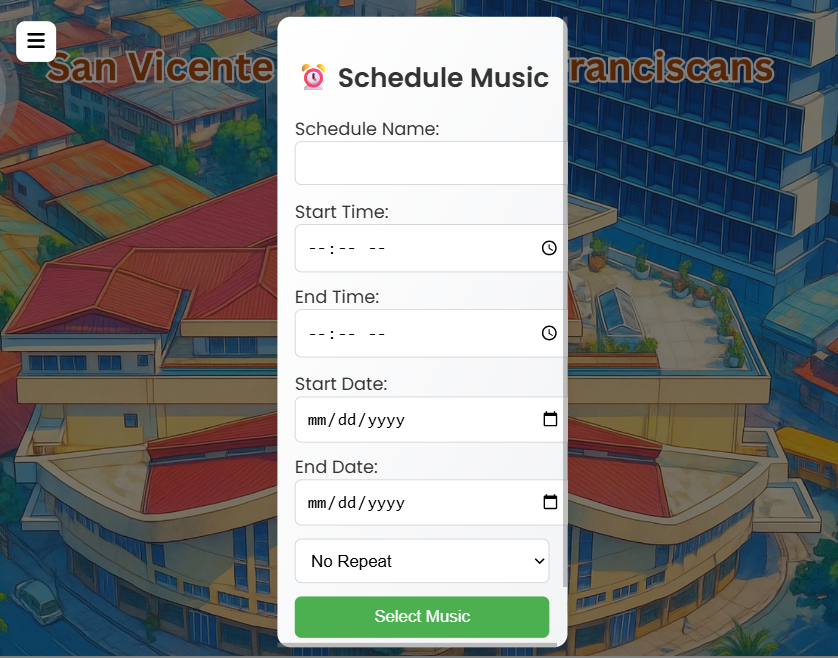 San Vicente franciscans
Schedule Music
Schedule Name:
Start Time:
--:-- --
End Time:
--:-- --
Start Date:
mm/dd/yyyy
End Date:
mm/dd/yyyy
No Repeat
Select Music